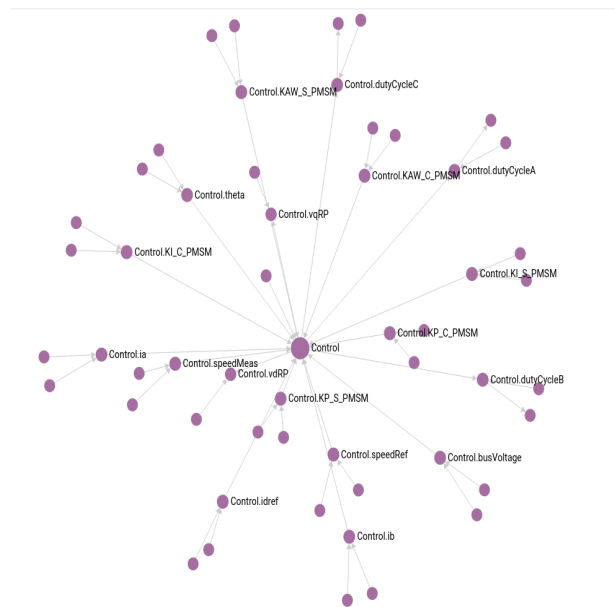 Control.dutyCycleC
Control.KAW_S_PMSM
Control.dutyCycleA
Control.KAW_C_PMSM
Control.theta
Control.vqRP
Control.KI_C_PMSM
Control.KI_S_PMSM
Control.KP_C_PMSM
Control
Control.ia
Control.speedMeas
Control.vdRP
Control.dutyCycleB
Control.KP_S_PMSM
Control.speedRef
Control.busVoltage
Control.idref
Control.ib